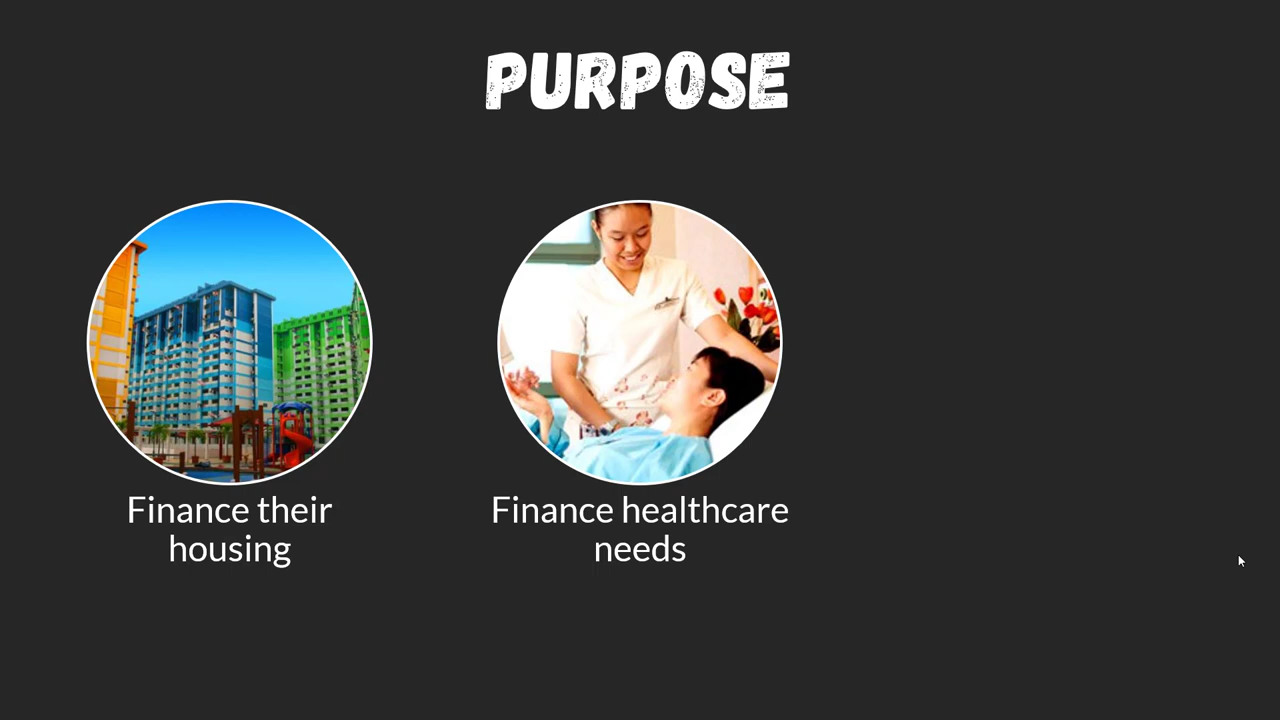 PURPOSE
Finance their
housing
Finance healthcare
needs